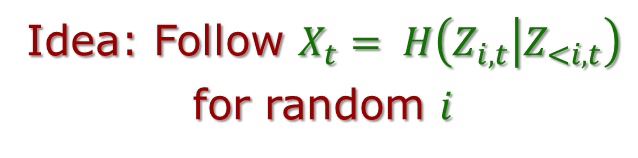 Idea: Follow X_t = H(Z_{i,t}|Z_{<i,t})
for random i